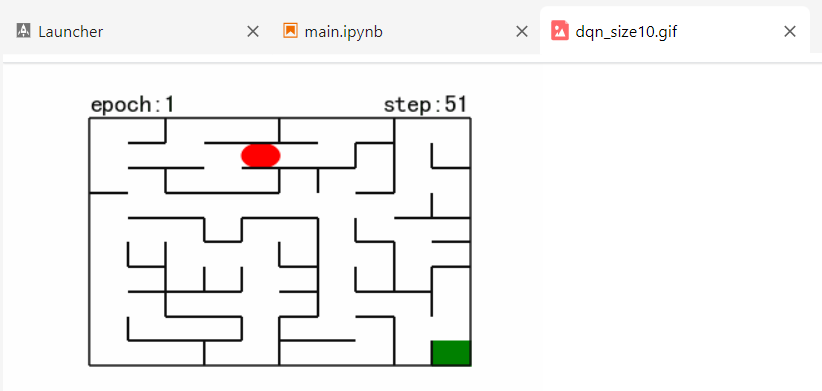 Launcher
main.ipynb
dqn_size10.gif
epoch:1
step:51